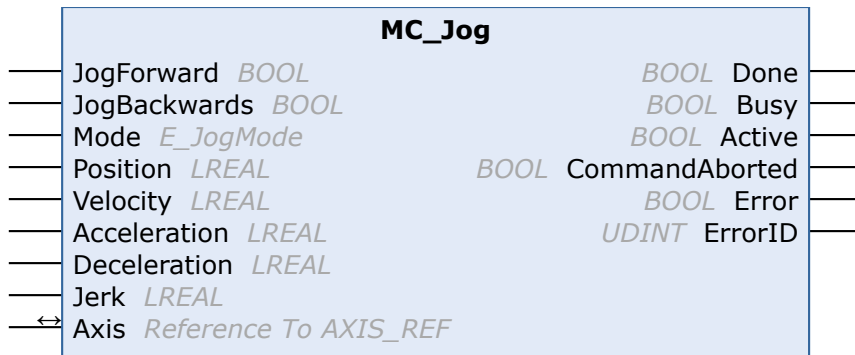 MC_Jog
JogForward BOOL BOOL Done
JogBackwards BOOL BOOL Busy
Mode E_JogMode BOOL Active
Position LREAL BOOL CommandAborted
Velocity LREAL BOOL Error
Acceleration LREAL UDINT ErrorID
Deceleration LREAL
Jerk LREAL
↔ Axis Reference To AXIS_REF